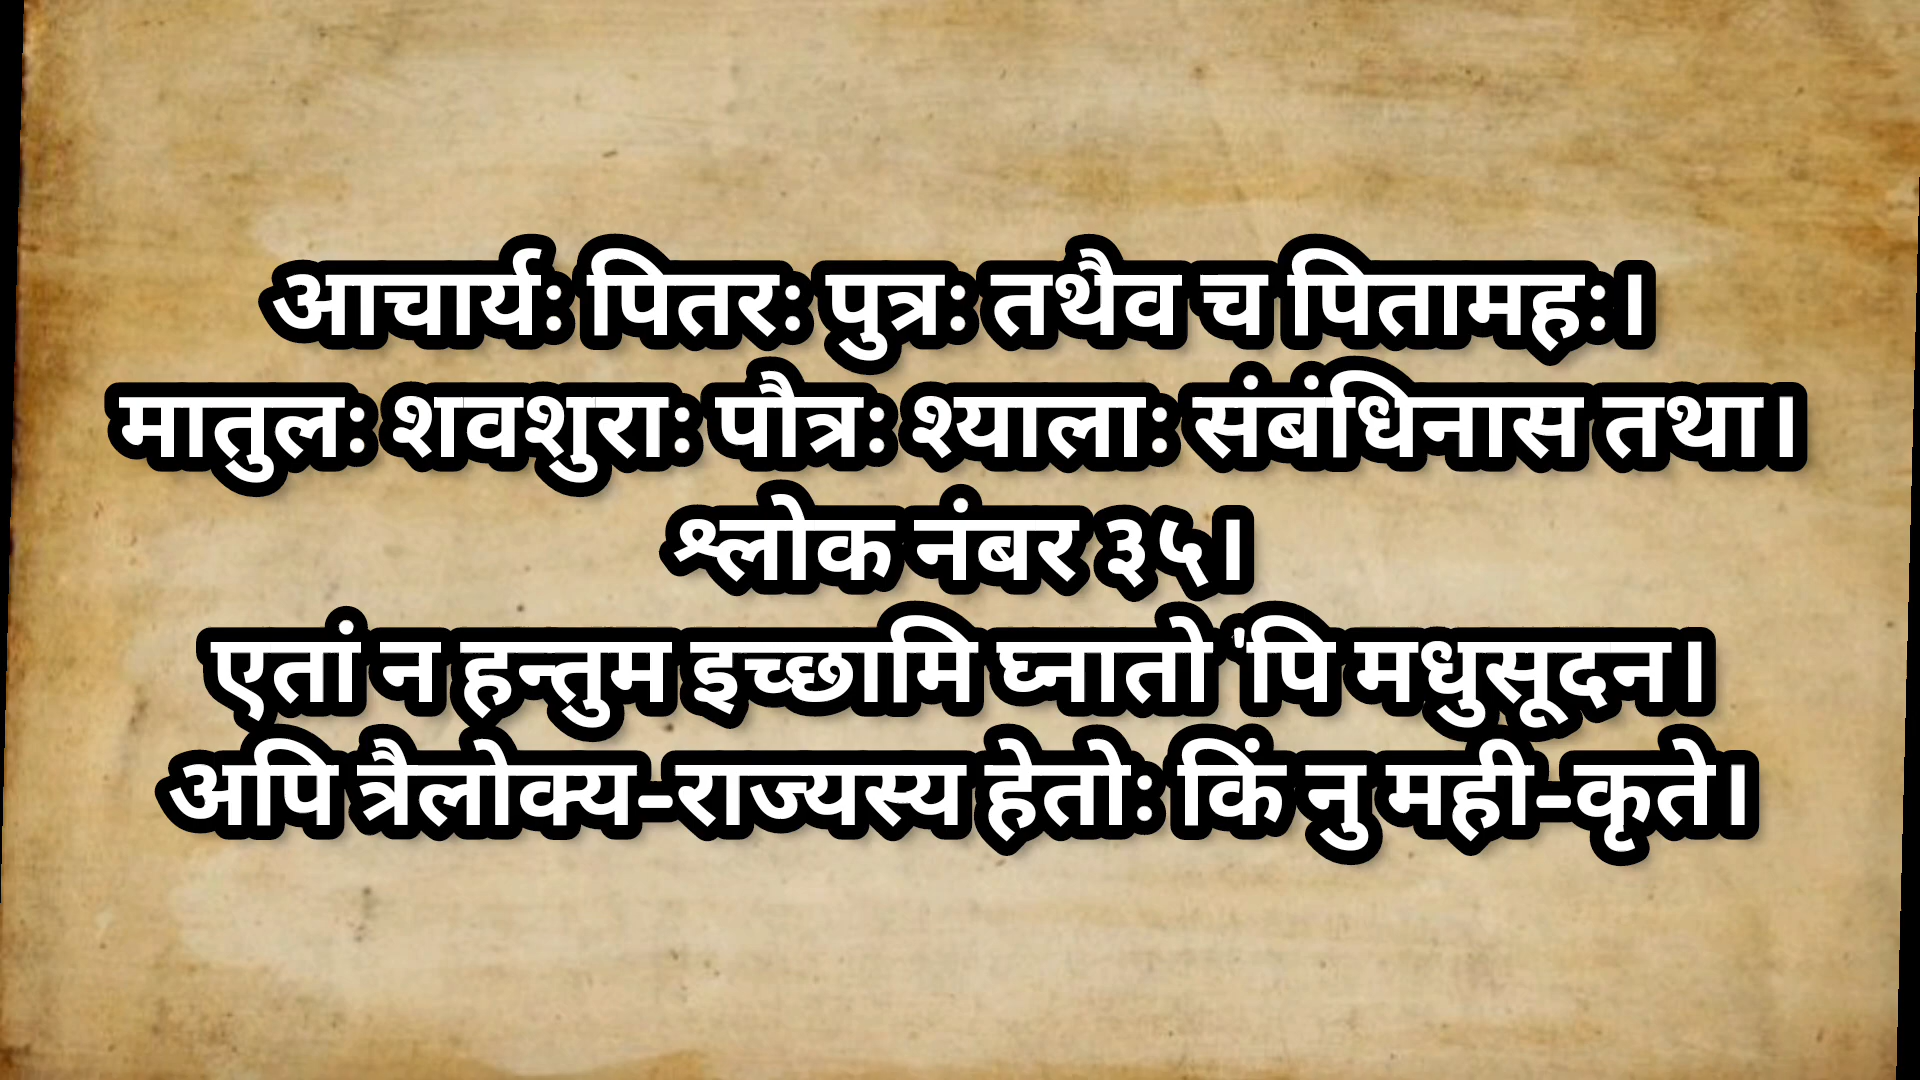 आचार्यः पितरः पुत्रः तथैव च पितामहः।
मातुलः शवशुराः पौत्रः श्यालाः संबंधिनास तथा।
श्लोक नंबर ३५।
एतां न हन्तुम इच्छामि घ्नातो 'पि मधुसूदन।
अपि त्रैलोक्य-राज्यस्य हेतोः किं नु मही-कृते।